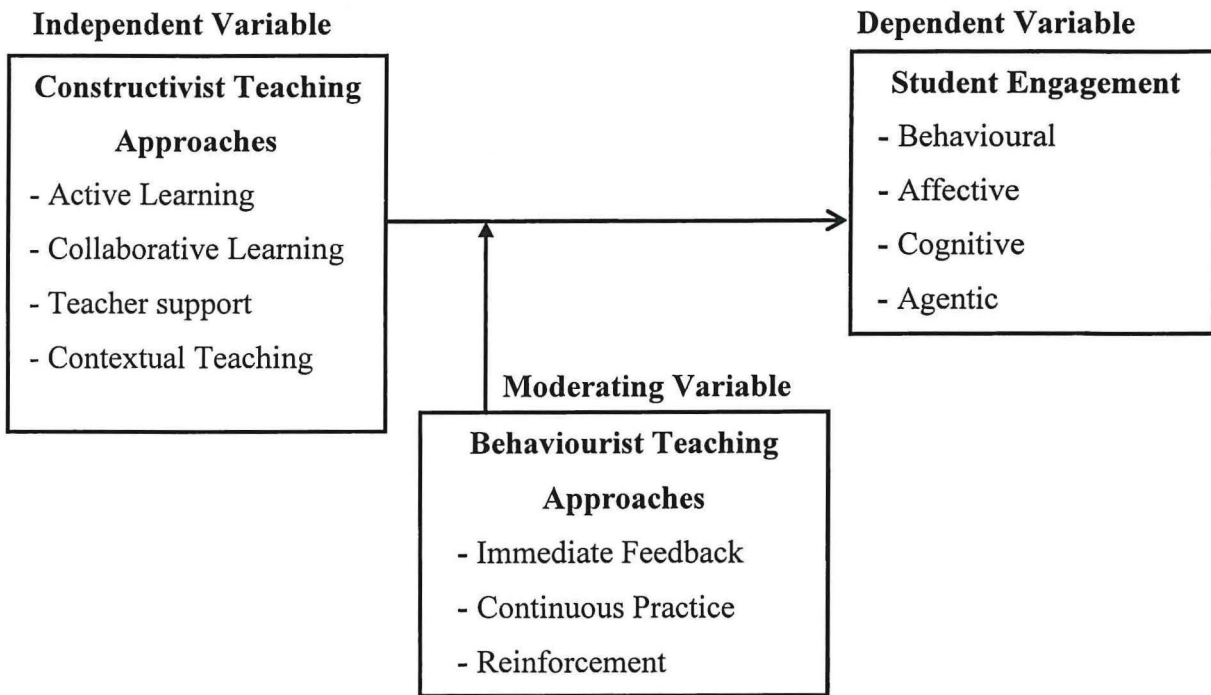 Independent Variable
Constructivist Teaching
Approaches
- Active Learning
- Collaborative Learning
- Teacher support
- Contextual Teaching
Dependent Variable
Student Engagement
- Behavioural
- Affective
- Cognitive
- Agentic
Moderating Variable
Behaviourist Teaching
Approaches
- Immediate Feedback
- Continuous Practice
- Reinforcement